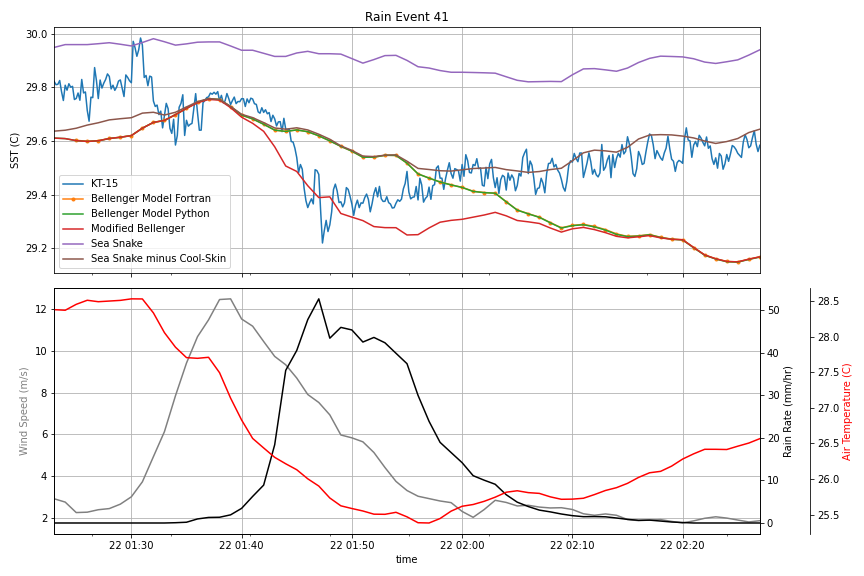 Rain Event 41
SST (C)
30.0
29.8
29.6
29.4
29.2
KT-15
Bellenger Model Fortran
Bellenger Model Python
Modified Bellenger
Sea Snake
Sea Snake minus Cool-Skin
Wind Speed (m/s)
12
10
8
6
4
2
50
40
30
20
10
0
Rain Rate (mm/hr)
28.5
28.0
27.5
27.0
26.5
26.0
25.5
Air Temperature (C)
22 01:30
22 01:40
22 01:50
22 02:00
22 02:10
22 02:20
time